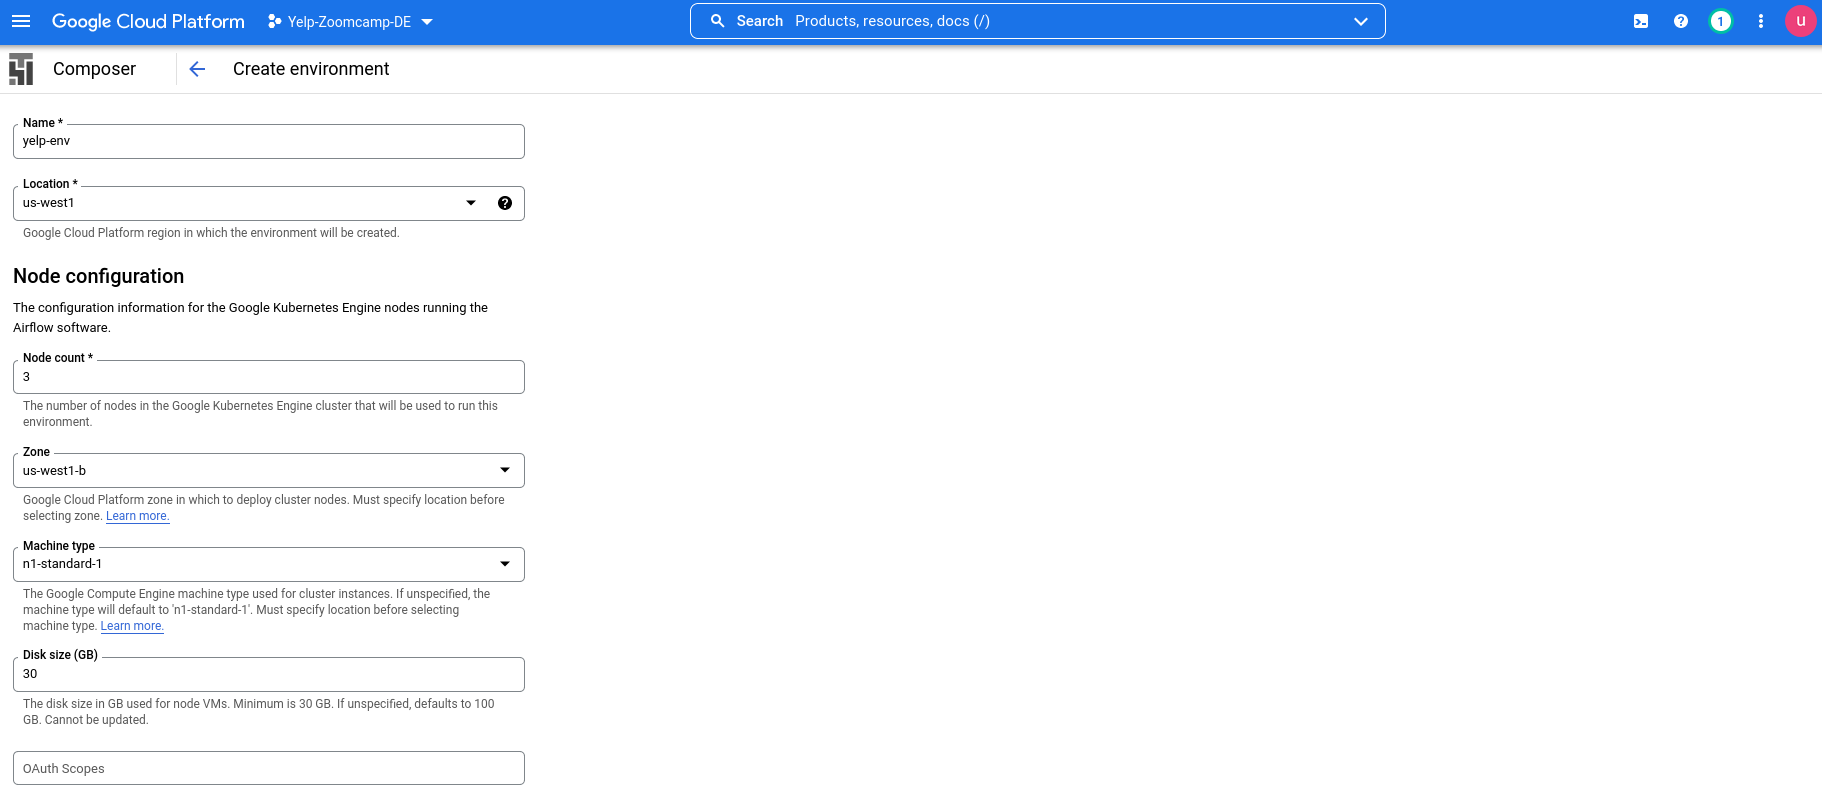 Google Cloud Platform
Yelp-Zoomcamp-DE
Search Products, resources, docs (/)
1
u
Composer
Create environment
Name *
yelp-env
Location *
us-west1
Google Cloud Platform region in which the environment will be created.
Node configuration
The configuration information for the Google Kubernetes Engine nodes running the
Airflow software.
Node count *
3
The number of nodes in the Google Kubernetes Engine cluster that will be used to run this
environment.
Zone
us-west1-b
Google Cloud Platform zone in which to deploy cluster nodes. Must specify location before
selecting zone. Learn more.
Machine type
n1-standard-1
The Google Compute Engine machine type used for cluster instances. If unspecified, the
machine type will default to 'n1-standard-1'. Must specify location before selecting
machine type. Learn more.
Disk size (GB)
30
The disk size in GB used for node VMs. Minimum is 30 GB. If unspecified, defaults to 100
GB. Cannot be updated.
OAuth Scopes